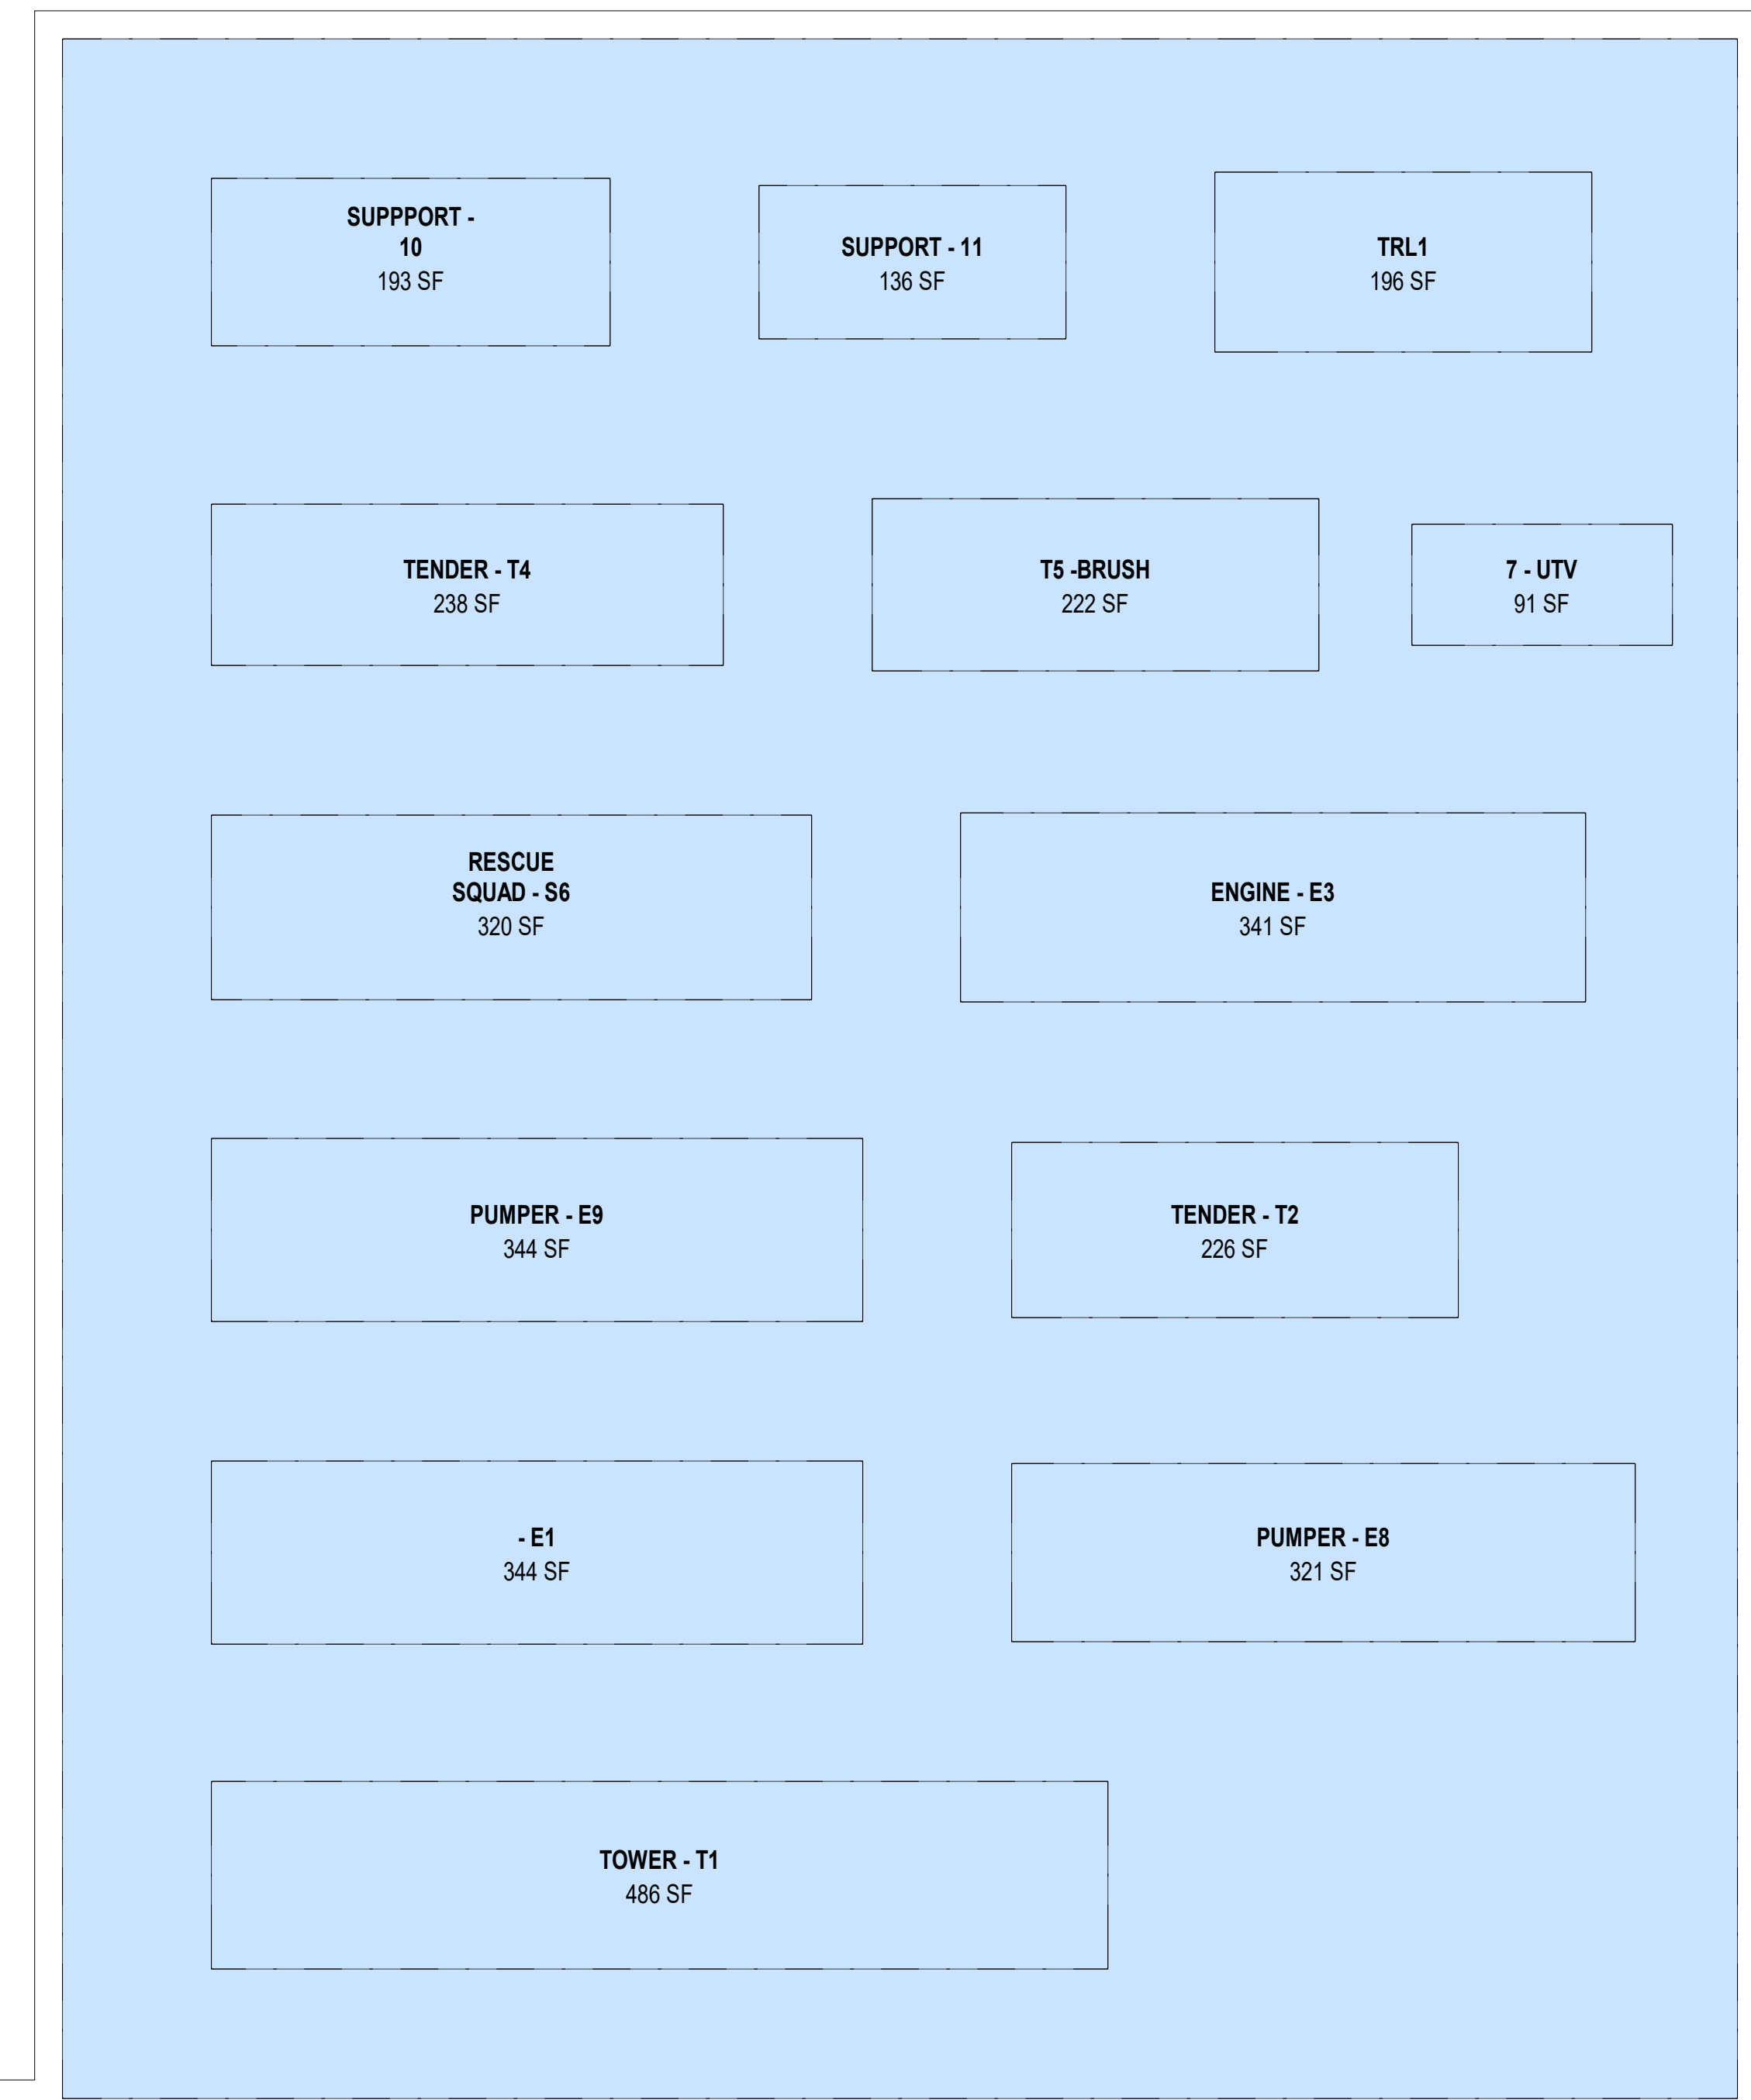 SUPPPORT -
10
193 SF
SUPPORT - 11
136 SF
TRL1
196 SF
TENDER - T4
238 SF
T5 -BRUSH
222 SF
7 - UTV
91 SF
RESCUE
SQUAD - S6
320 SF
ENGINE - E3
341 SF
PUMPER - E9
344 SF
TENDER - T2
226 SF
- E1
344 SF
PUMPER - E8
321 SF
TOWER - T1
486 SF